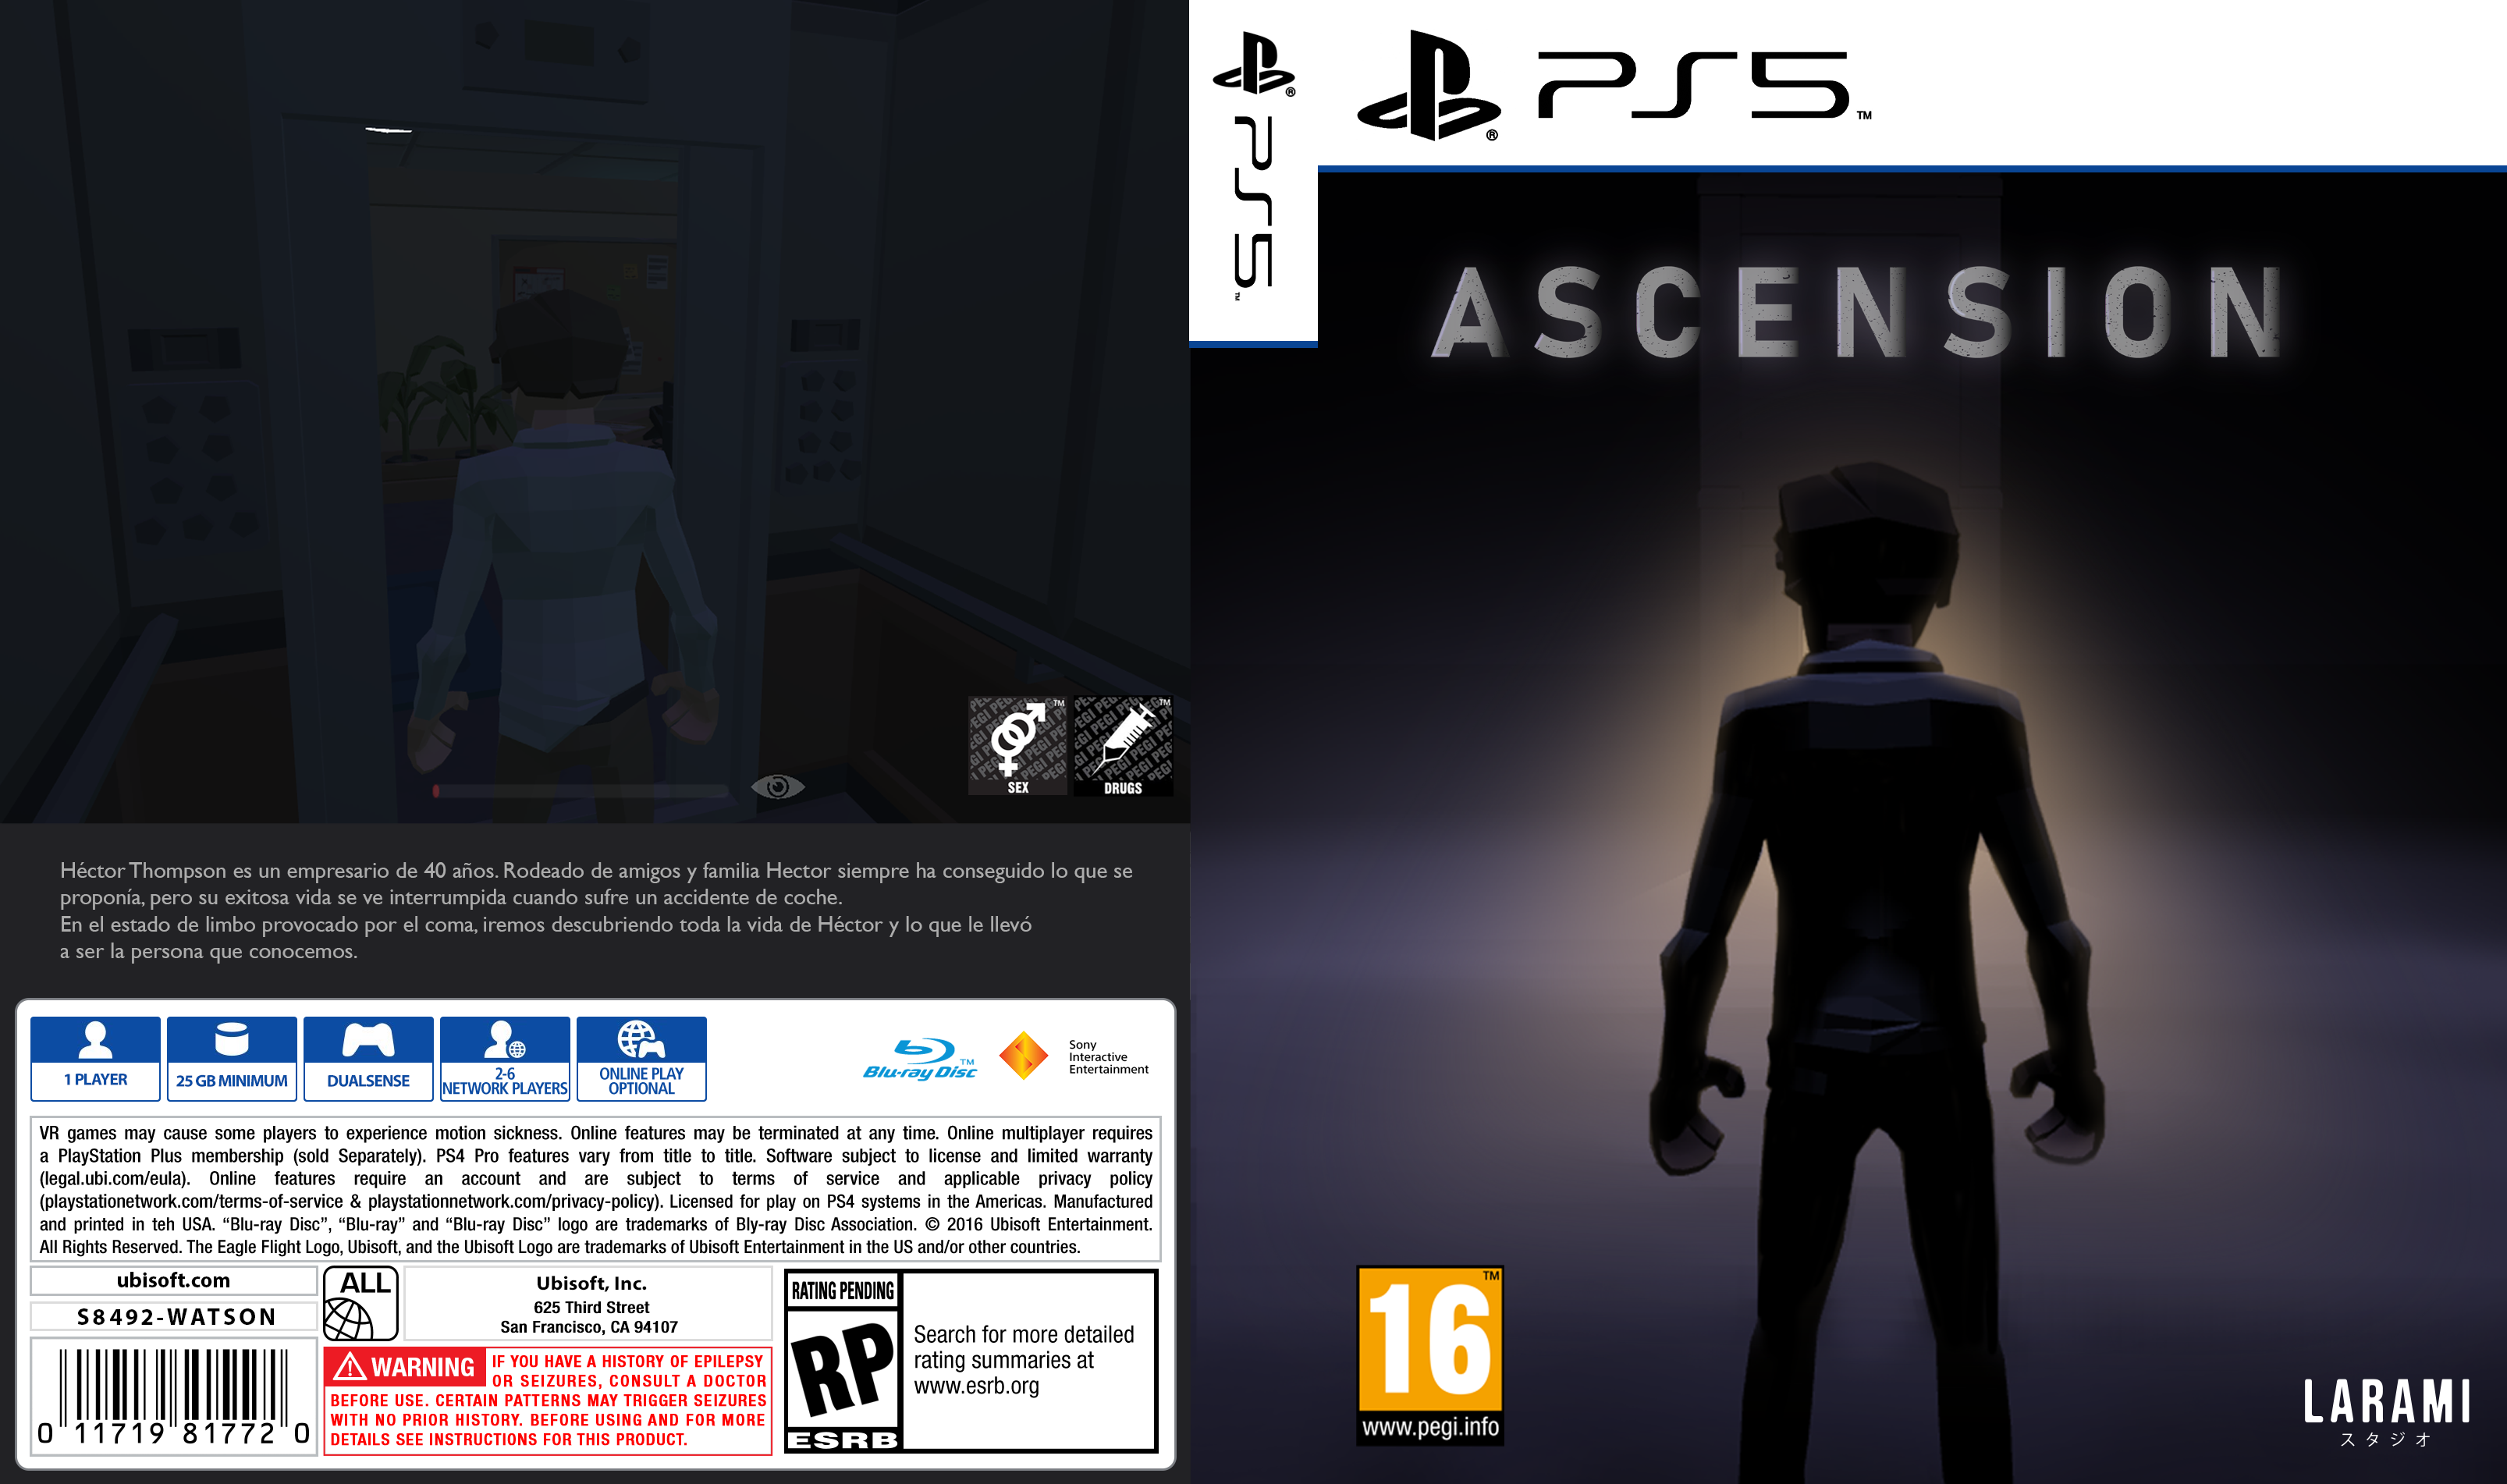 SEX
DRUGS
Héctor Thompson es un empresario de 40 años. Rodeado de amigos y familia Hector siempre ha conseguido lo que se
proponía, pero su exitosa vida se ve interrumpida cuando sufre un accidente de coche.
En el estado de limbo provocado por el coma, iremos descubriendo toda la vida de Héctor y lo que le llevó
a ser la persona que conocemos.
1 PLAYER
25 GB MINIMUM
DUALSENSE
2-6
NETWORK PLAYERS
ONLINE PLAY
OPTIONAL
Blu-ray Disc™
Sony
Interactive
Entertainment
VR games may cause some players to experience motion sickness. Online features may be terminated at any time. Online multiplayer requires
a PlayStation Plus membership (sold Separately). PS4 Pro features vary from title to title. Software subject to license and limited warranty
(legal.ubi.com/eula). Online features require an account and are subject to terms of service and applicable privacy policy
(playstationetwork.com/terms-of-service & playstationnetwork.com/privacy-policy). Licensed for play on PS4 systems in the Americas. Manufactured
and printed in teh USA. “Blu-ray Disc”, “Blu-ray” and “Blu-ray Disc” logo are trademarks of Bly-ray Disc Association. © 2016 Ubisoft Entertainment.
All Rights Reserved. The Eagle Flight Logo, Ubisoft, and the Ubisoft Logo are trademarks of Ubisoft Entertainment in the US and/or other countries.
ubisoft.com
S8492-WATSON
0 11719 81772 0
ALL
Ubisoft, Inc.
625 Third Street
San Francisco, CA 94107
WARNING IF YOU HAVE A HISTORY OF EPILEPSY
OR SEIZURES, CONSULT A DOCTOR
BEFORE USE. CERTAIN PATTERNS MAY TRIGGER SEIZURES
WITH NO PRIOR HISTORY. BEFORE USING AND FOR MORE
DETAILS SEE INSTRUCTIONS FOR THIS PRODUCT.
RATING PENDING
RP
ESRB
Search for more detailed
rating summaries at
www.esrb.org
PS5™
PS5™
ASCENSION
16™
www.pegi.info
LARAMI
スタジオ